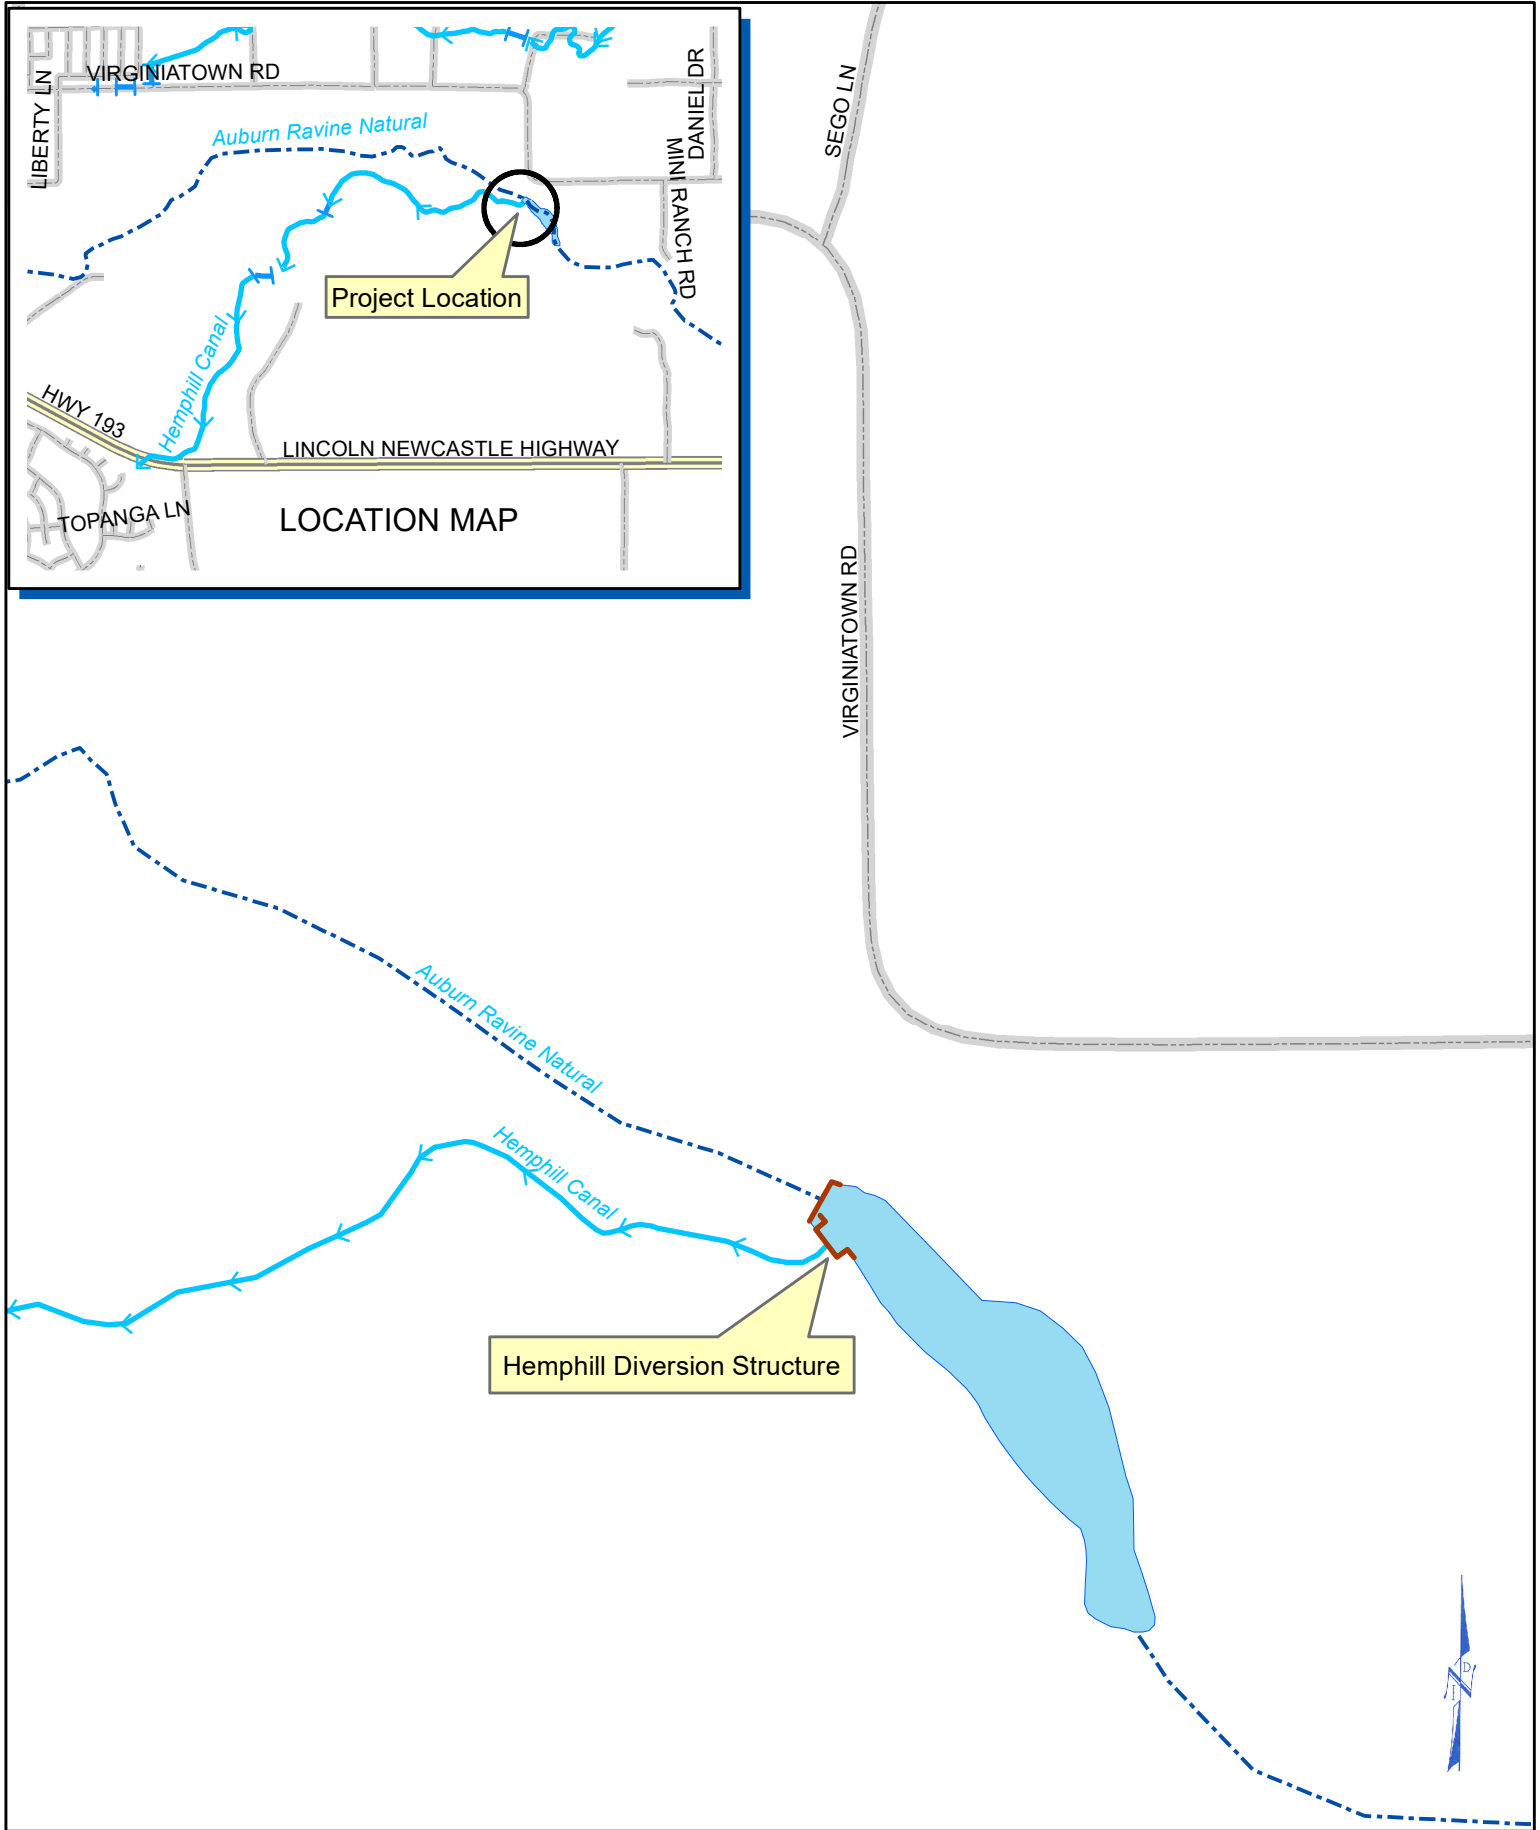 VIRGINIATOWN RD
LIBERTY LN
DANIEL DR
MINI RANCH RD
Auburn Ravine Natural
Project Location
Hemphill Canal
HWY 193
LINCOLN NEWCASTLE HIGHWAY
TOPANGA LN
LOCATION MAP
SEGO LN
VIRGINIATOWN RD
Auburn Ravine Natural
Hemphill Canal
Hemphill Diversion Structure
N I D